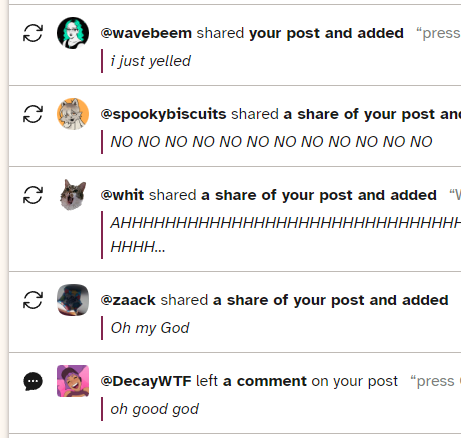 @wavebeem shared your post and added “press
i just yelled
@spookybiscuits shared a share of your post and
NO NO NO NO NO NO NO NO NO NO NO NO
@whit shared a share of your post and added “W
AHHHHHHHHHHHHHHHHHHHHHHHHHHHHHHH
HHHH...
@zaack shared a share of your post and added
Oh my God
@DecayWTF left a comment on your post “press
oh good god